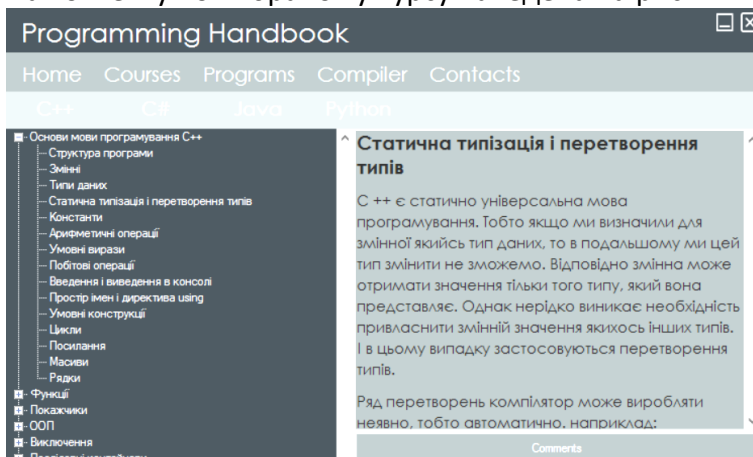 Programming Handbook
Home Courses Programs Compiler Contacts
C++ C# Java Python
Основи мови програмування C++
Структура програми
Змінні
Типи даних
Статична типізація і перетворення типів
Константи
Арифметичні операції
Умовні вирази
Побітові операції
Введення і виведення в консолі
Простір імен і директива using
Умовні конструкції
Цикли
Посилання
Масиви
Рядки
Функції
Покажчики
ООП
Виключення
Статична типізація і перетворення
типів
C ++ є статично універсальна мова
програмування. Тобто якщо ми визначили для
змінної якийсь тип даних, то в подальшому ми цей
тип змінити не зможемо. Відповідно змінна може
отримати значення тільки того типу, який вона
представляє. Однак нерідко виникає необхідність
привласнити змінній значення якихось інших типів.
І в цьому випадку застосовуються перетворення
типів.
Ряд перетворень компілятор може виробляти
неявно, тобто автоматично. наприклад:
Comments